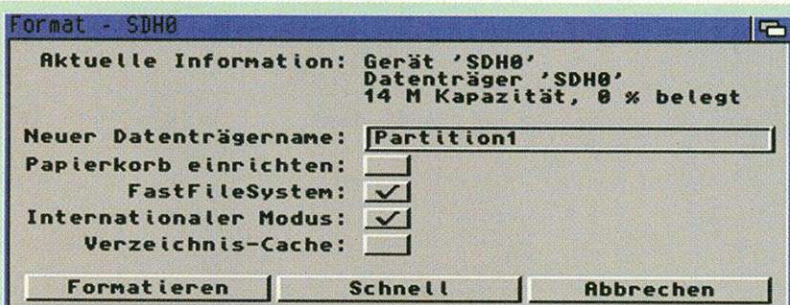 Format - SDH0
Aktuelle Information: Gerät 'SDH0'
Datenträger 'SDH0'
14 M Kapazität, 0 % belegt
Neuer Datenträgername: Partition1
Papierkorb einrichten:
FastFileSystem:
Internationaler Modus:
Verzeichnis-Cache:
Formatieren Schnell Abbrechen